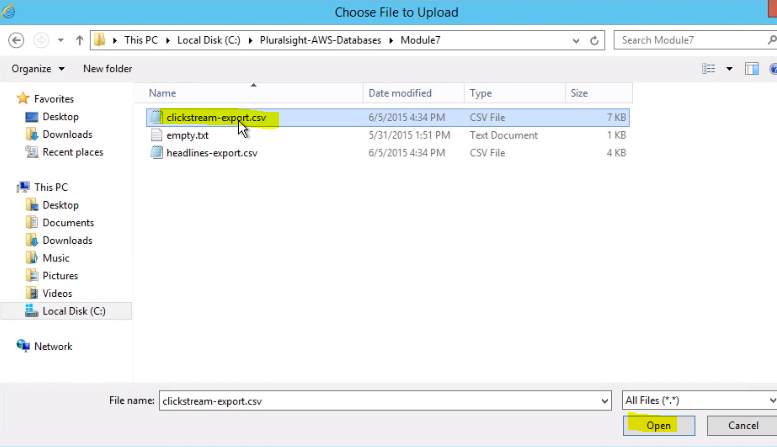 Choose File to Upload
This PC Local Disk (C:) Pluralsight-AWS-Databases Module7 Search Module7
Organize New folder
Name Date modified Type Size
Favorites
Desktop
Downloads
Recent places
This PC
Desktop
Documents
Downloads
Music
Pictures
Videos
Local Disk (C:)
Network
clickstream-export.csv 6/5/2015 4:34 PM CSV File 7 KB
empty.txt 5/31/2015 1:51 PM Text Document 1 KB
headlines-export.csv 6/5/2015 4:34 PM CSV File 4 KB
File name: clickstream-export.csv All Files (*.*)
Open Cancel